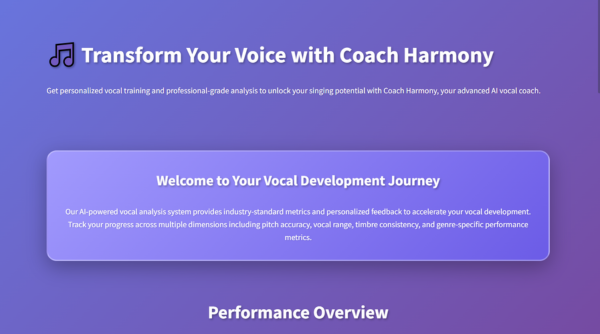 Transform Your Voice with Coach Harmony
Get personalized vocal training and professional-grade analysis to unlock your singing potential with Coach Harmony, your advanced AI vocal coach.
Welcome to Your Vocal Development Journey
Our AI-powered vocal analysis system provides industry-standard metrics and personalized feedback to accelerate your vocal development.
Track your progress across multiple dimensions including pitch accuracy, vocal range, timbre consistency, and genre-specific performance
metrics.
Performance Overview